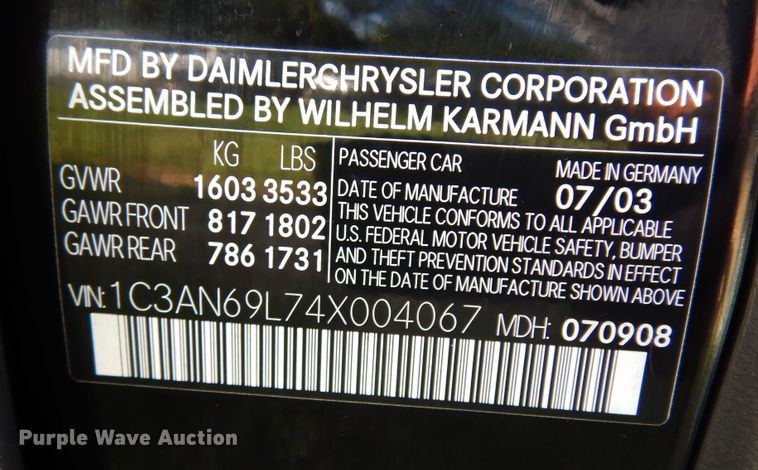 MFD BY DAIMLERCHRYSLER CORPORATION
ASSEMBLED BY WILHELM KARMANN GmbH
KG LBS
GVWR 1603 3533
GAWR FRONT 817 1802
GAWR REAR 786 1731
PASSENGER CAR MADE IN GERMANY
DATE OF MANUFACTURE 07/03
THIS VEHICLE CONFORMS TO ALL APPLICABLE
U.S. FEDERAL MOTOR VEHICLE SAFETY, BUMPER
AND THEFT PREVENTION STANDARDS IN EFFECT
ON THE DATE OF MANUFACTURE SHOWN ABOVE
VIN: 1C3AN69L74X004067 MDH: 070908
Purple Wave Auction